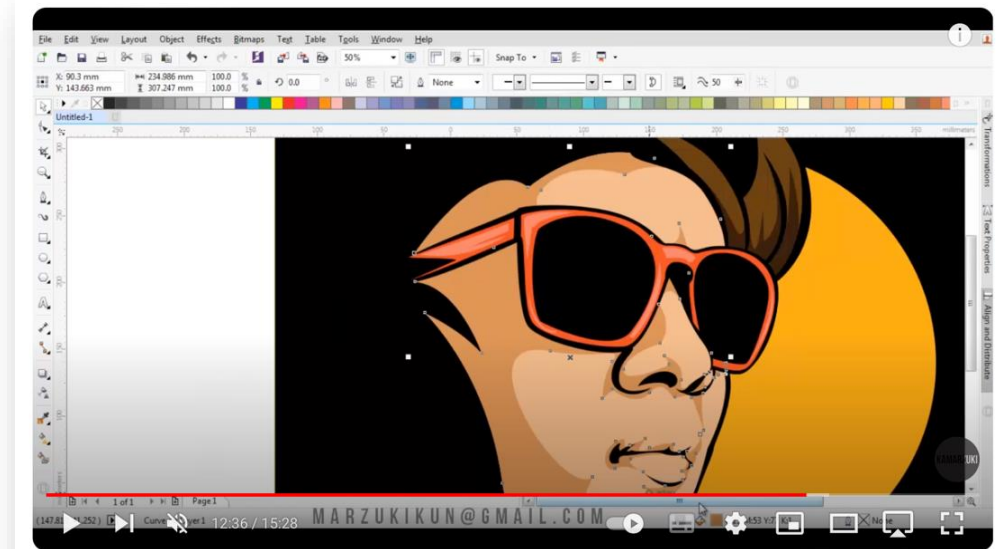 File Edit View Layout Object Effects Bitmaps Text Table Tools Window Help
50% Snap To
X: 90.3 mm 234.986 mm 100.0 % 0.0 None 50
Y: 143.663 mm 307.247 mm 100.0 %
Untitled-1
millimeters
Transformations
Text Properties
Align and Distribute
1 of 1 Page 1
12:36 / 15:28 MARZUKIKUN@GMAIL.COM